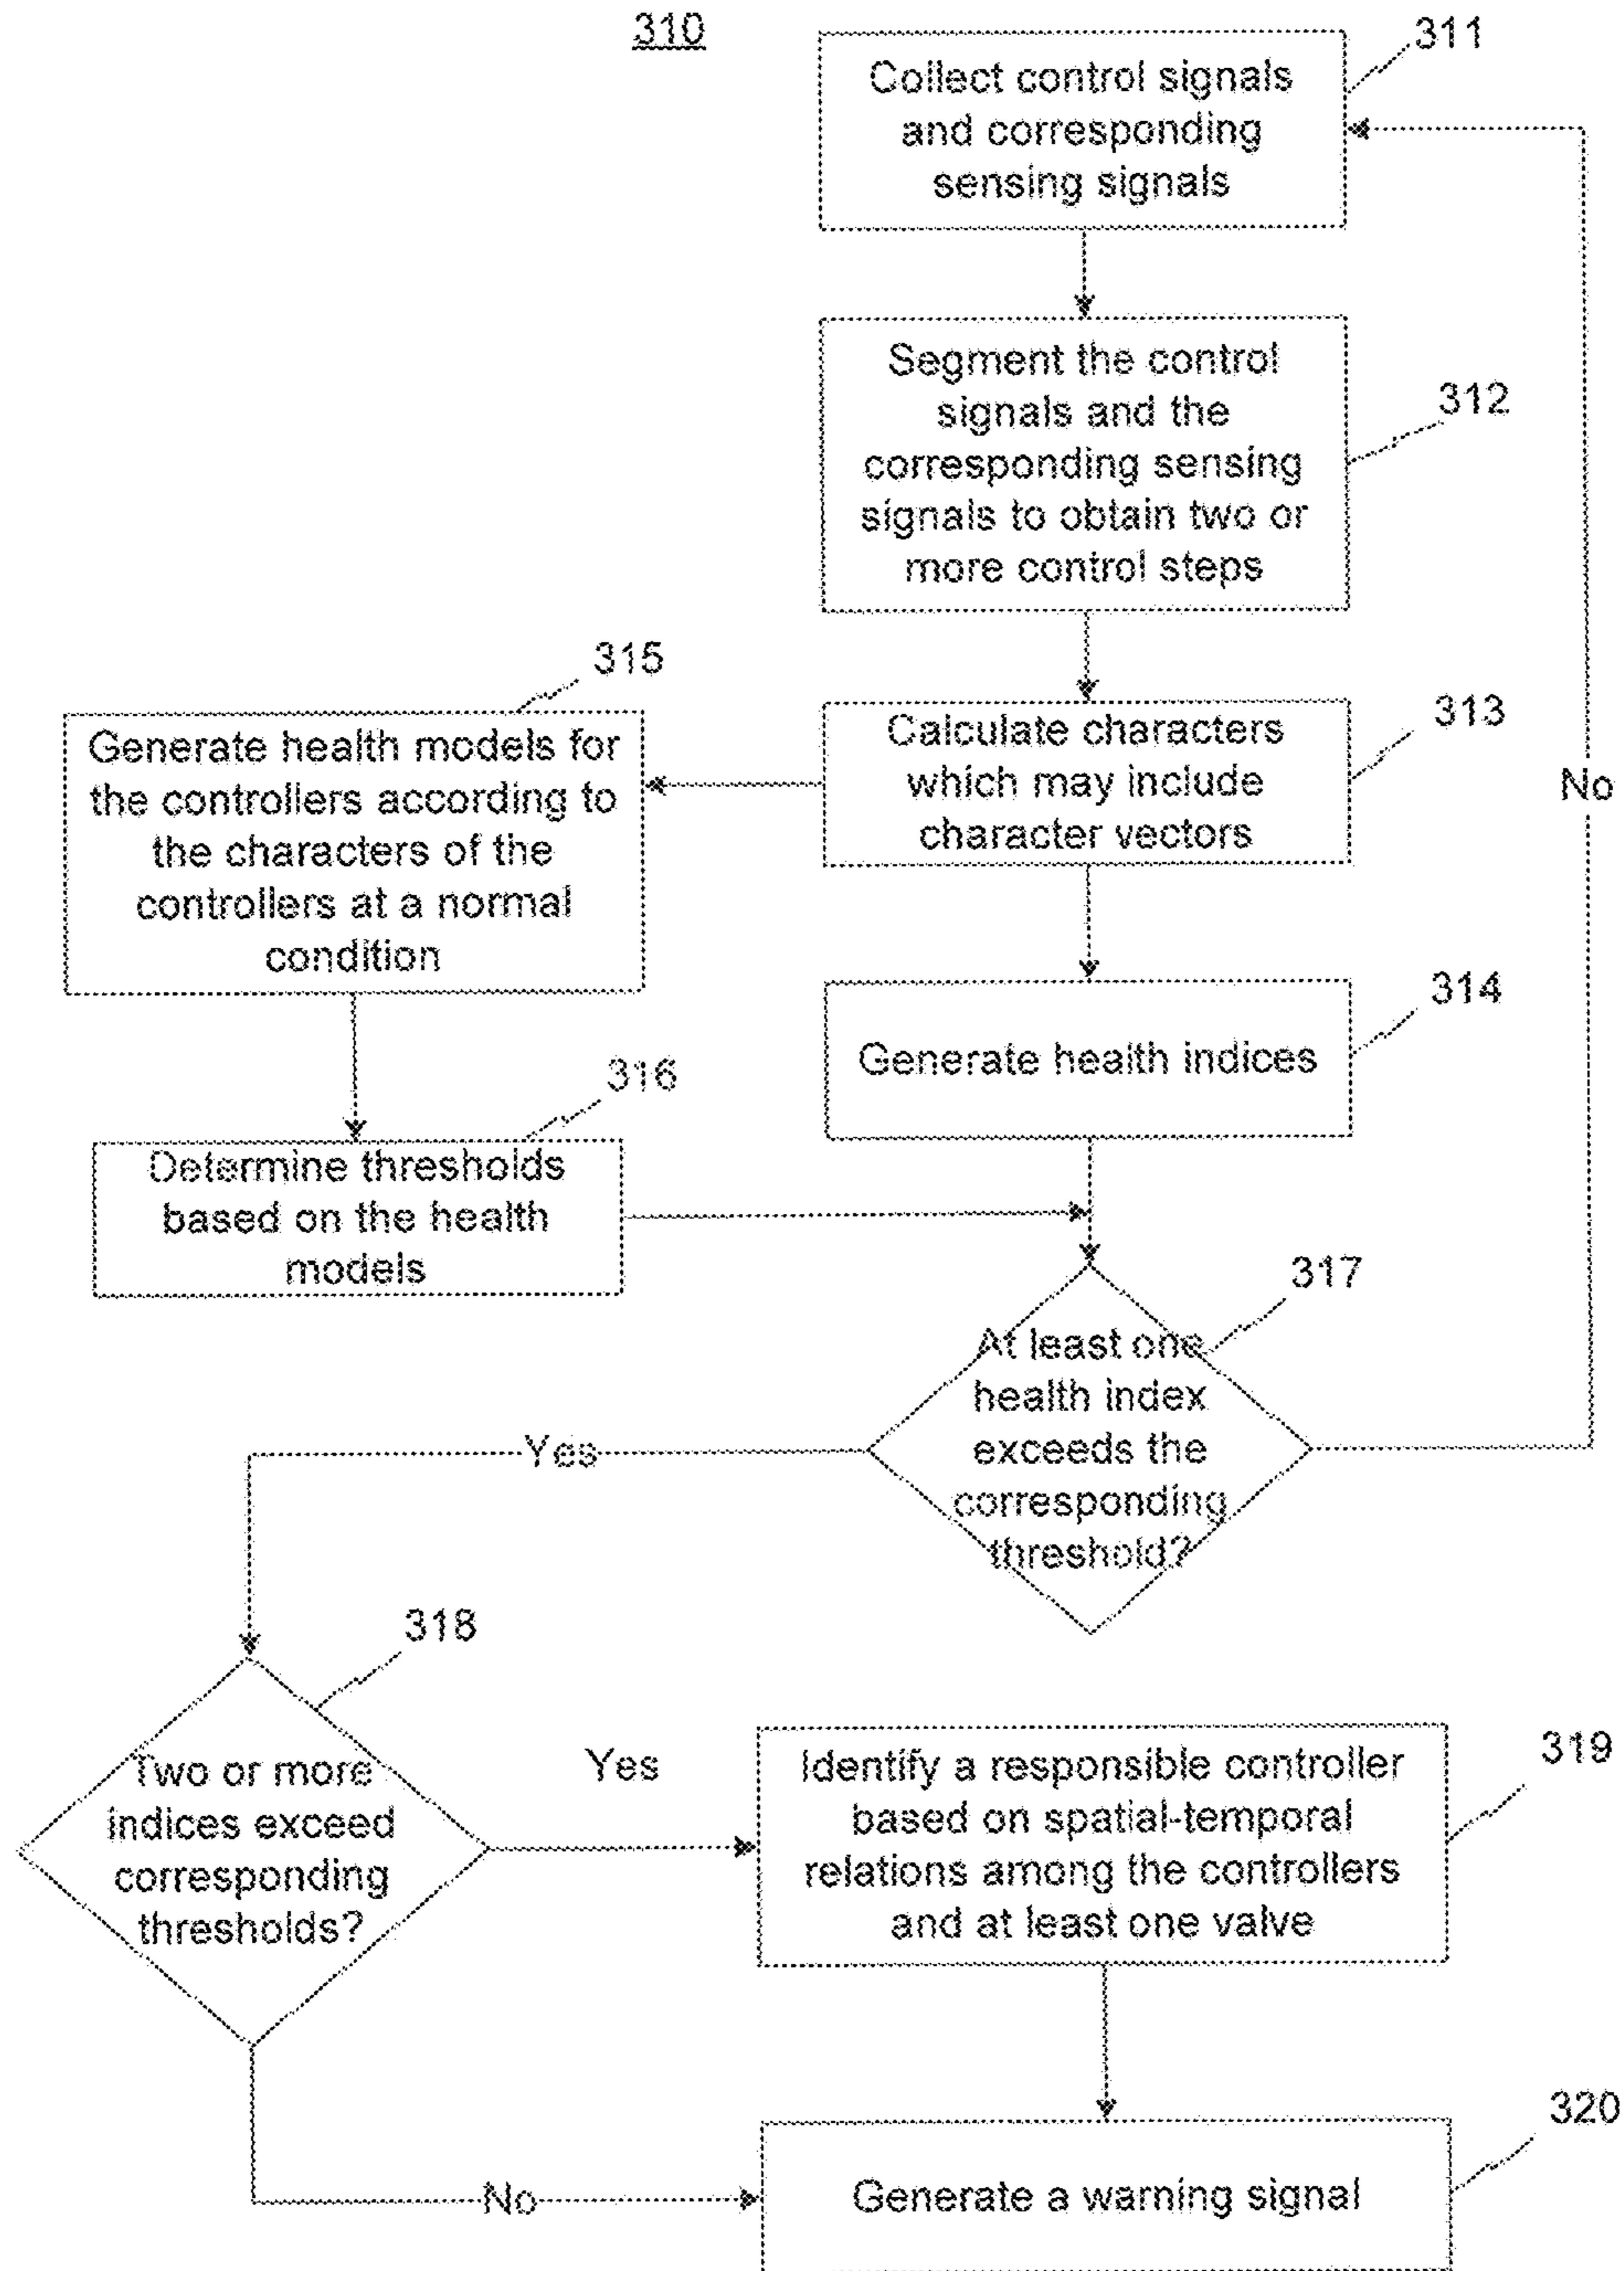 310
311
Collect control signals
and corresponding
sensing signals
312
Segment the control
signals and the
corresponding sensing
signals to obtain two or
more control steps
315
Generate health models for
the controllers according to
the characters of the
controllers at a normal
condition
313
Calculate characters
which may include
character vectors
No
314
Generate health indices
316
Determine thresholds
based on the health
models
317
At least one
health index
exceeds the
corresponding
threshold?
Yes
318
Two or more
indices exceed
corresponding
thresholds?
Yes
319
Identify a responsible controller
based on spatial-temporal
relations among the controllers
and at least one valve
320
No
Generate a warning signal